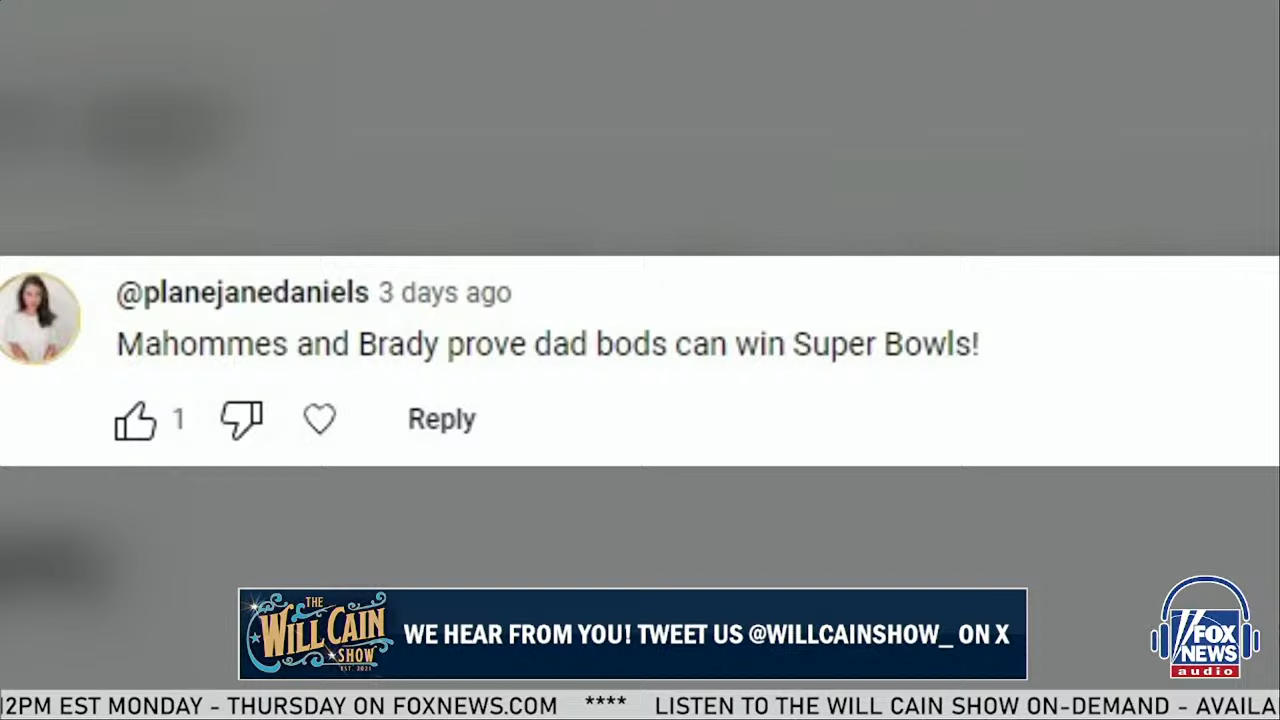 @planejanedaniels 3 days ago
Mahommes and Brady prove dad bods can win Super Bowls!
1 Reply
THE
WILL CAIN
SHOW
EST. 2021
WE HEAR FROM YOU! TWEET US @WILLCAINSHOW_ ON X
FOX
NEWS
audio
12PM EST MONDAY - THURSDAY ON FOXNEWS.COM **** LISTEN TO THE WILL CAIN SHOW ON-DEMAND - AVAILA